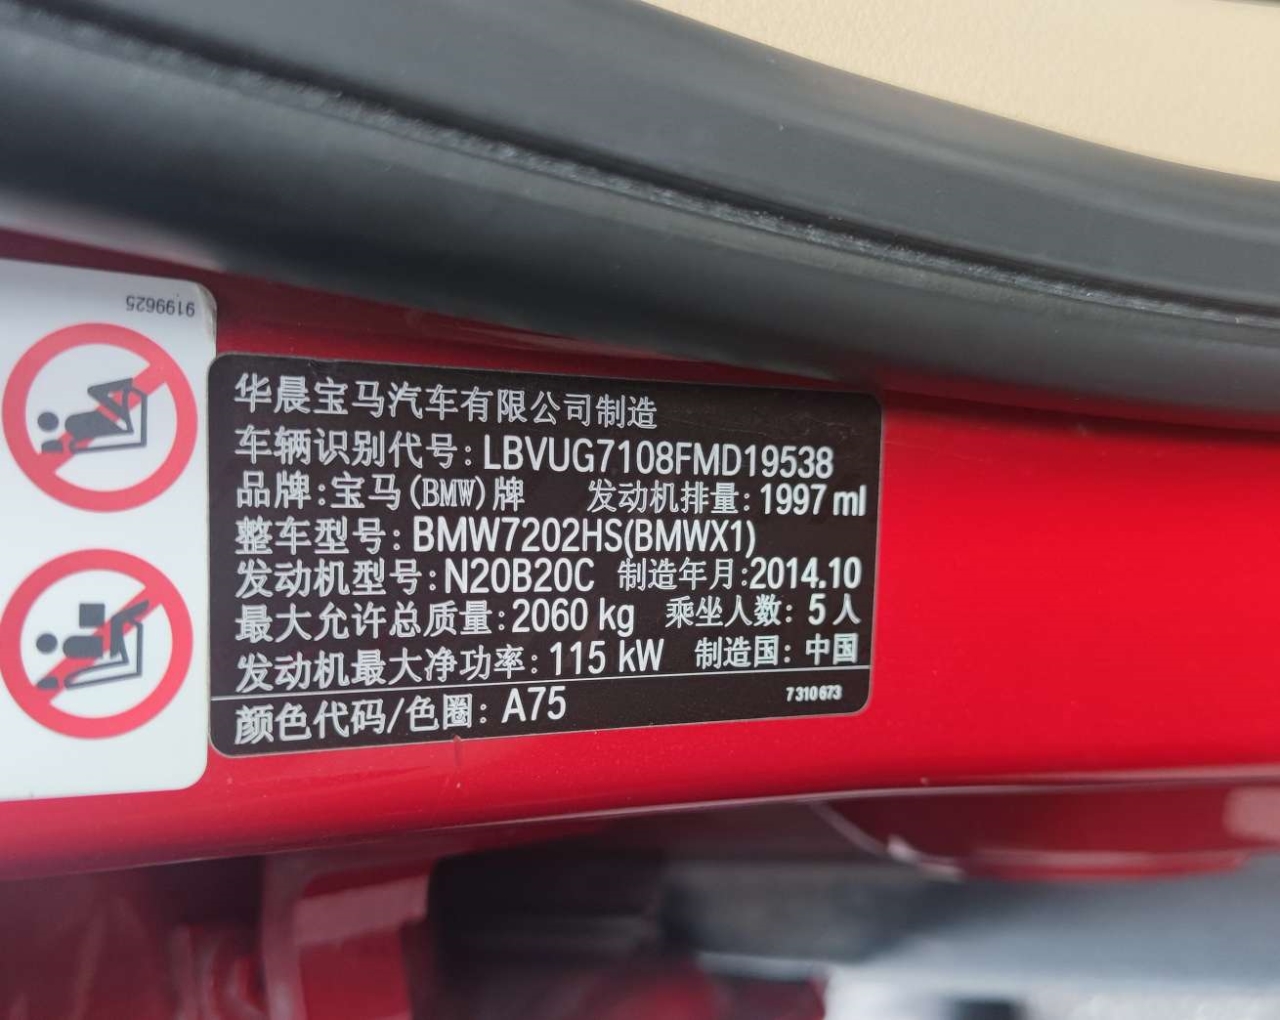 9199625
华晨宝马汽车有限公司制造
车辆识别代号: LBVUG7108FMD19538
品牌:宝马(BMW)牌 发动机排量: 1997 ml
整车型号: BMW7202HS(BMWX1)
发动机型号: N20B20C 制造年月:2014.10
最大允许总质量: 2060 kg 乘坐人数: 5 人
发动机最大净功率: 115 kW 制造国: 中国
颜色代码/色圈: A75 7310673